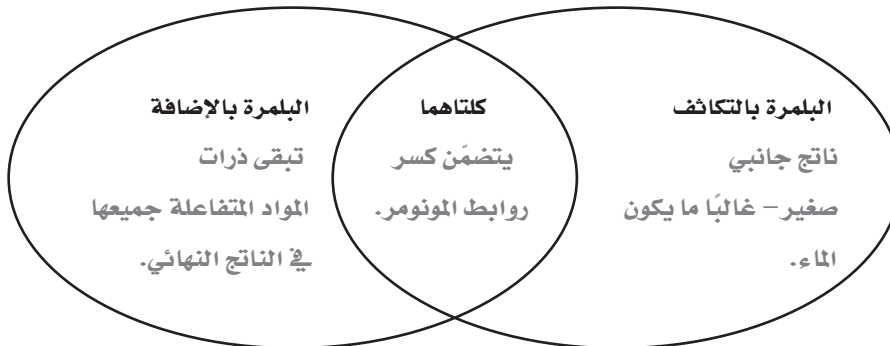 البلمرة بالتكاثف
ناتج جانبي
صغير – غالبًا ما يكون
الماء.
كلتاهما
يتضمّن كسر
روابط المونومر.
البلمرة بالإضافة
تبقى ذرات
المواد المتفاعلة جميعها
في الناتج النهائي.